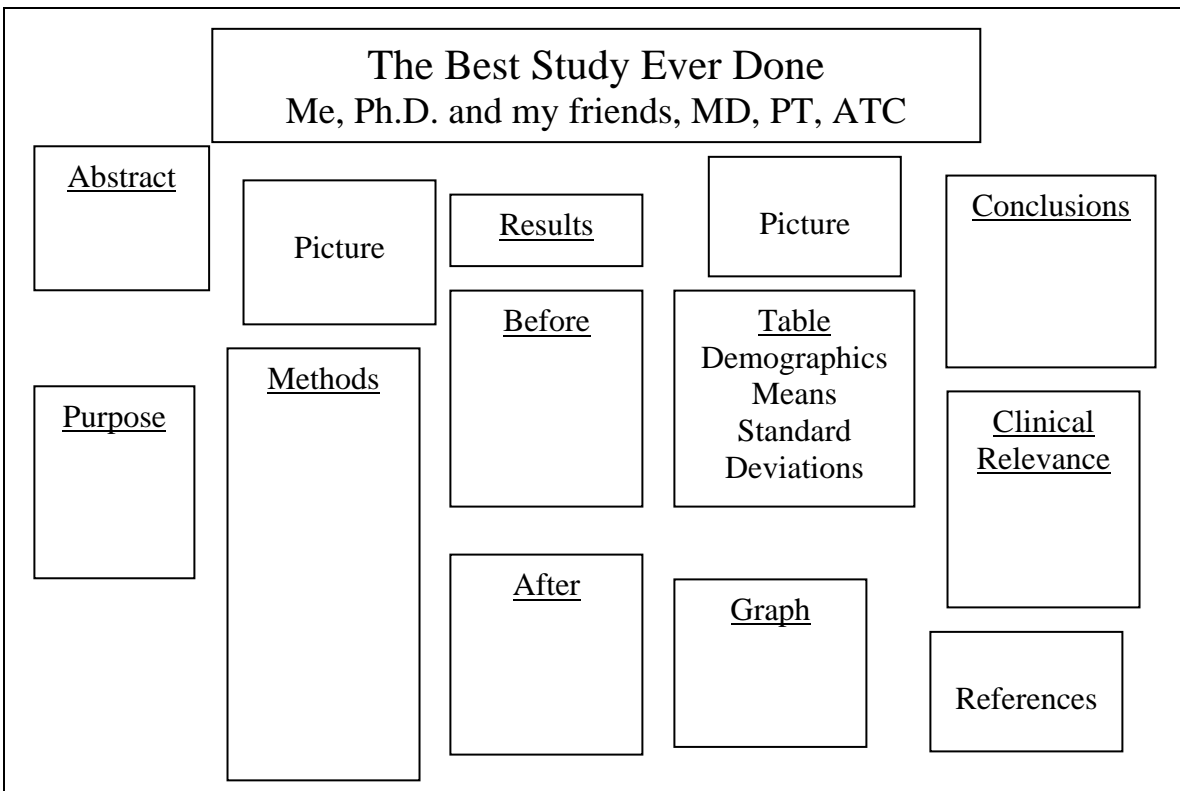 The Best Study Ever Done
Me, Ph.D. and my friends, MD, PT, ATC
Abstract
Purpose
Picture
Methods
Results
Before
After
Picture
Table
Demographics
Means
Standard
Deviations
Graph
Conclusions
Clinical
Relevance
References